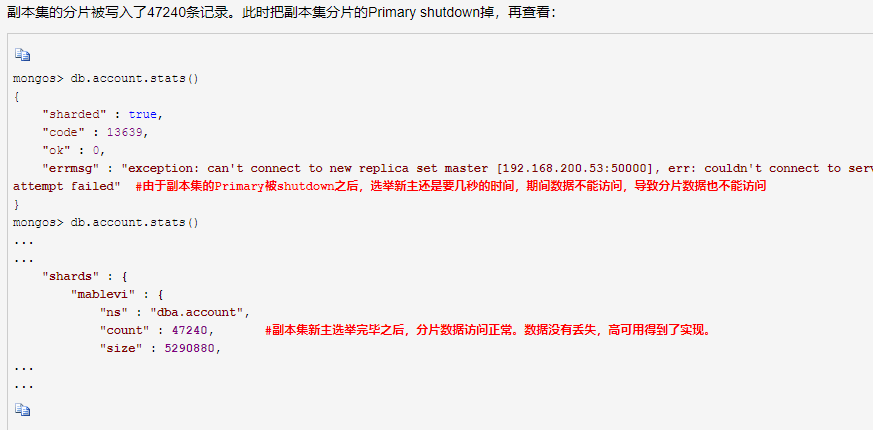 副本集的分片被写入了47240条记录。此时把副本集分片的Primary shutdown掉，再查看：
mongos> db.account.stats()
{
"sharded" : true,
"code" : 13639,
"ok" : 0,
"errmsg" : "exception: can't connect to new replica set master [192.168.200.53:50000], err: couldn't connect to serv
attempt failed" #由于副本集的Primary被shutdown之后，选举新主还是要几秒的时间，期间数据不能访问，导致分片数据也不能访问
}
mongos> db.account.stats()
...
...
"shards" : {
"mablevi" : {
"ns" : "dba.account",
"count" : 47240, #副本集新主选举完毕之后，分片数据访问正常。数据没有丢失，高可用得到了实现。
"size" : 5290880,
...
...